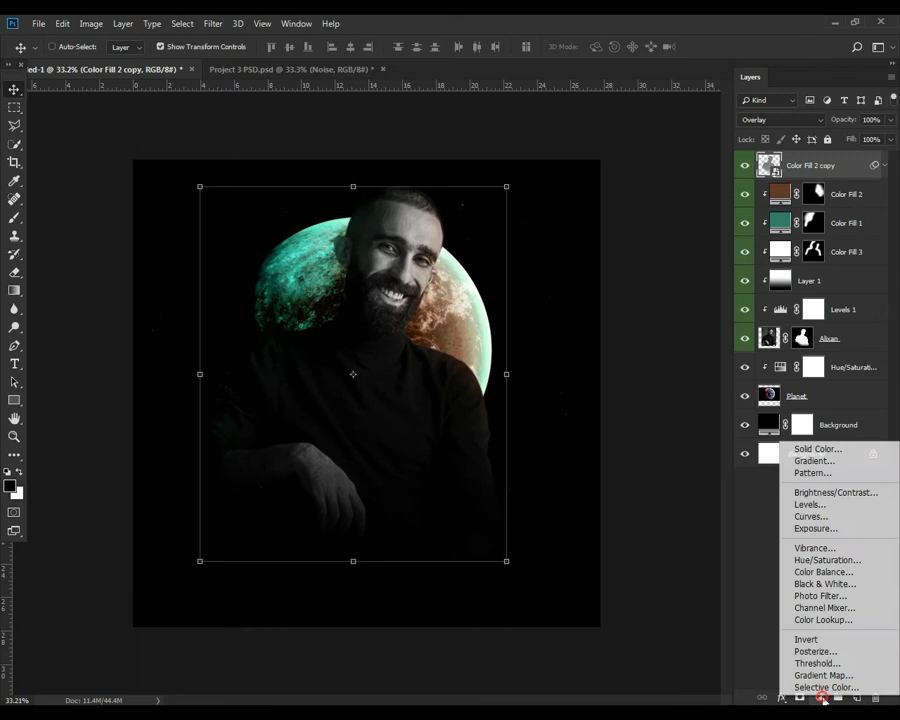 Ps File Edit Image Layer Type Select Filter 3D View Window Help
Auto-Select: Layer Show Transform Controls 3D Mode:
ed-1 @ 33.2% (Color Fill 2 copy, RGB/8#) * × Project 3 PSD.psd @ 33.3% (Noise, RGB/8#) * ×
Layers
Kind
Overlay Opacity: 100%
Lock: Fill: 100%
Color Fill 2 copy
Color Fill 2
Color Fill 1
Color Fill 3
Layer 1
Levels 1
Alixan
Hue/Saturati...
Planet
Background
Solid Color...
Gradient...
Pattern...
Brightness/Contrast...
Levels...
Curves...
Exposure...
Vibrance...
Hue/Saturation...
Color Balance...
Black & White...
Photo Filter...
Channel Mixer...
Color Lookup...
Invert
Posterize...
Threshold...
Gradient Map...
Selective Color...
33.21% Doc: 11.4M/44.4M